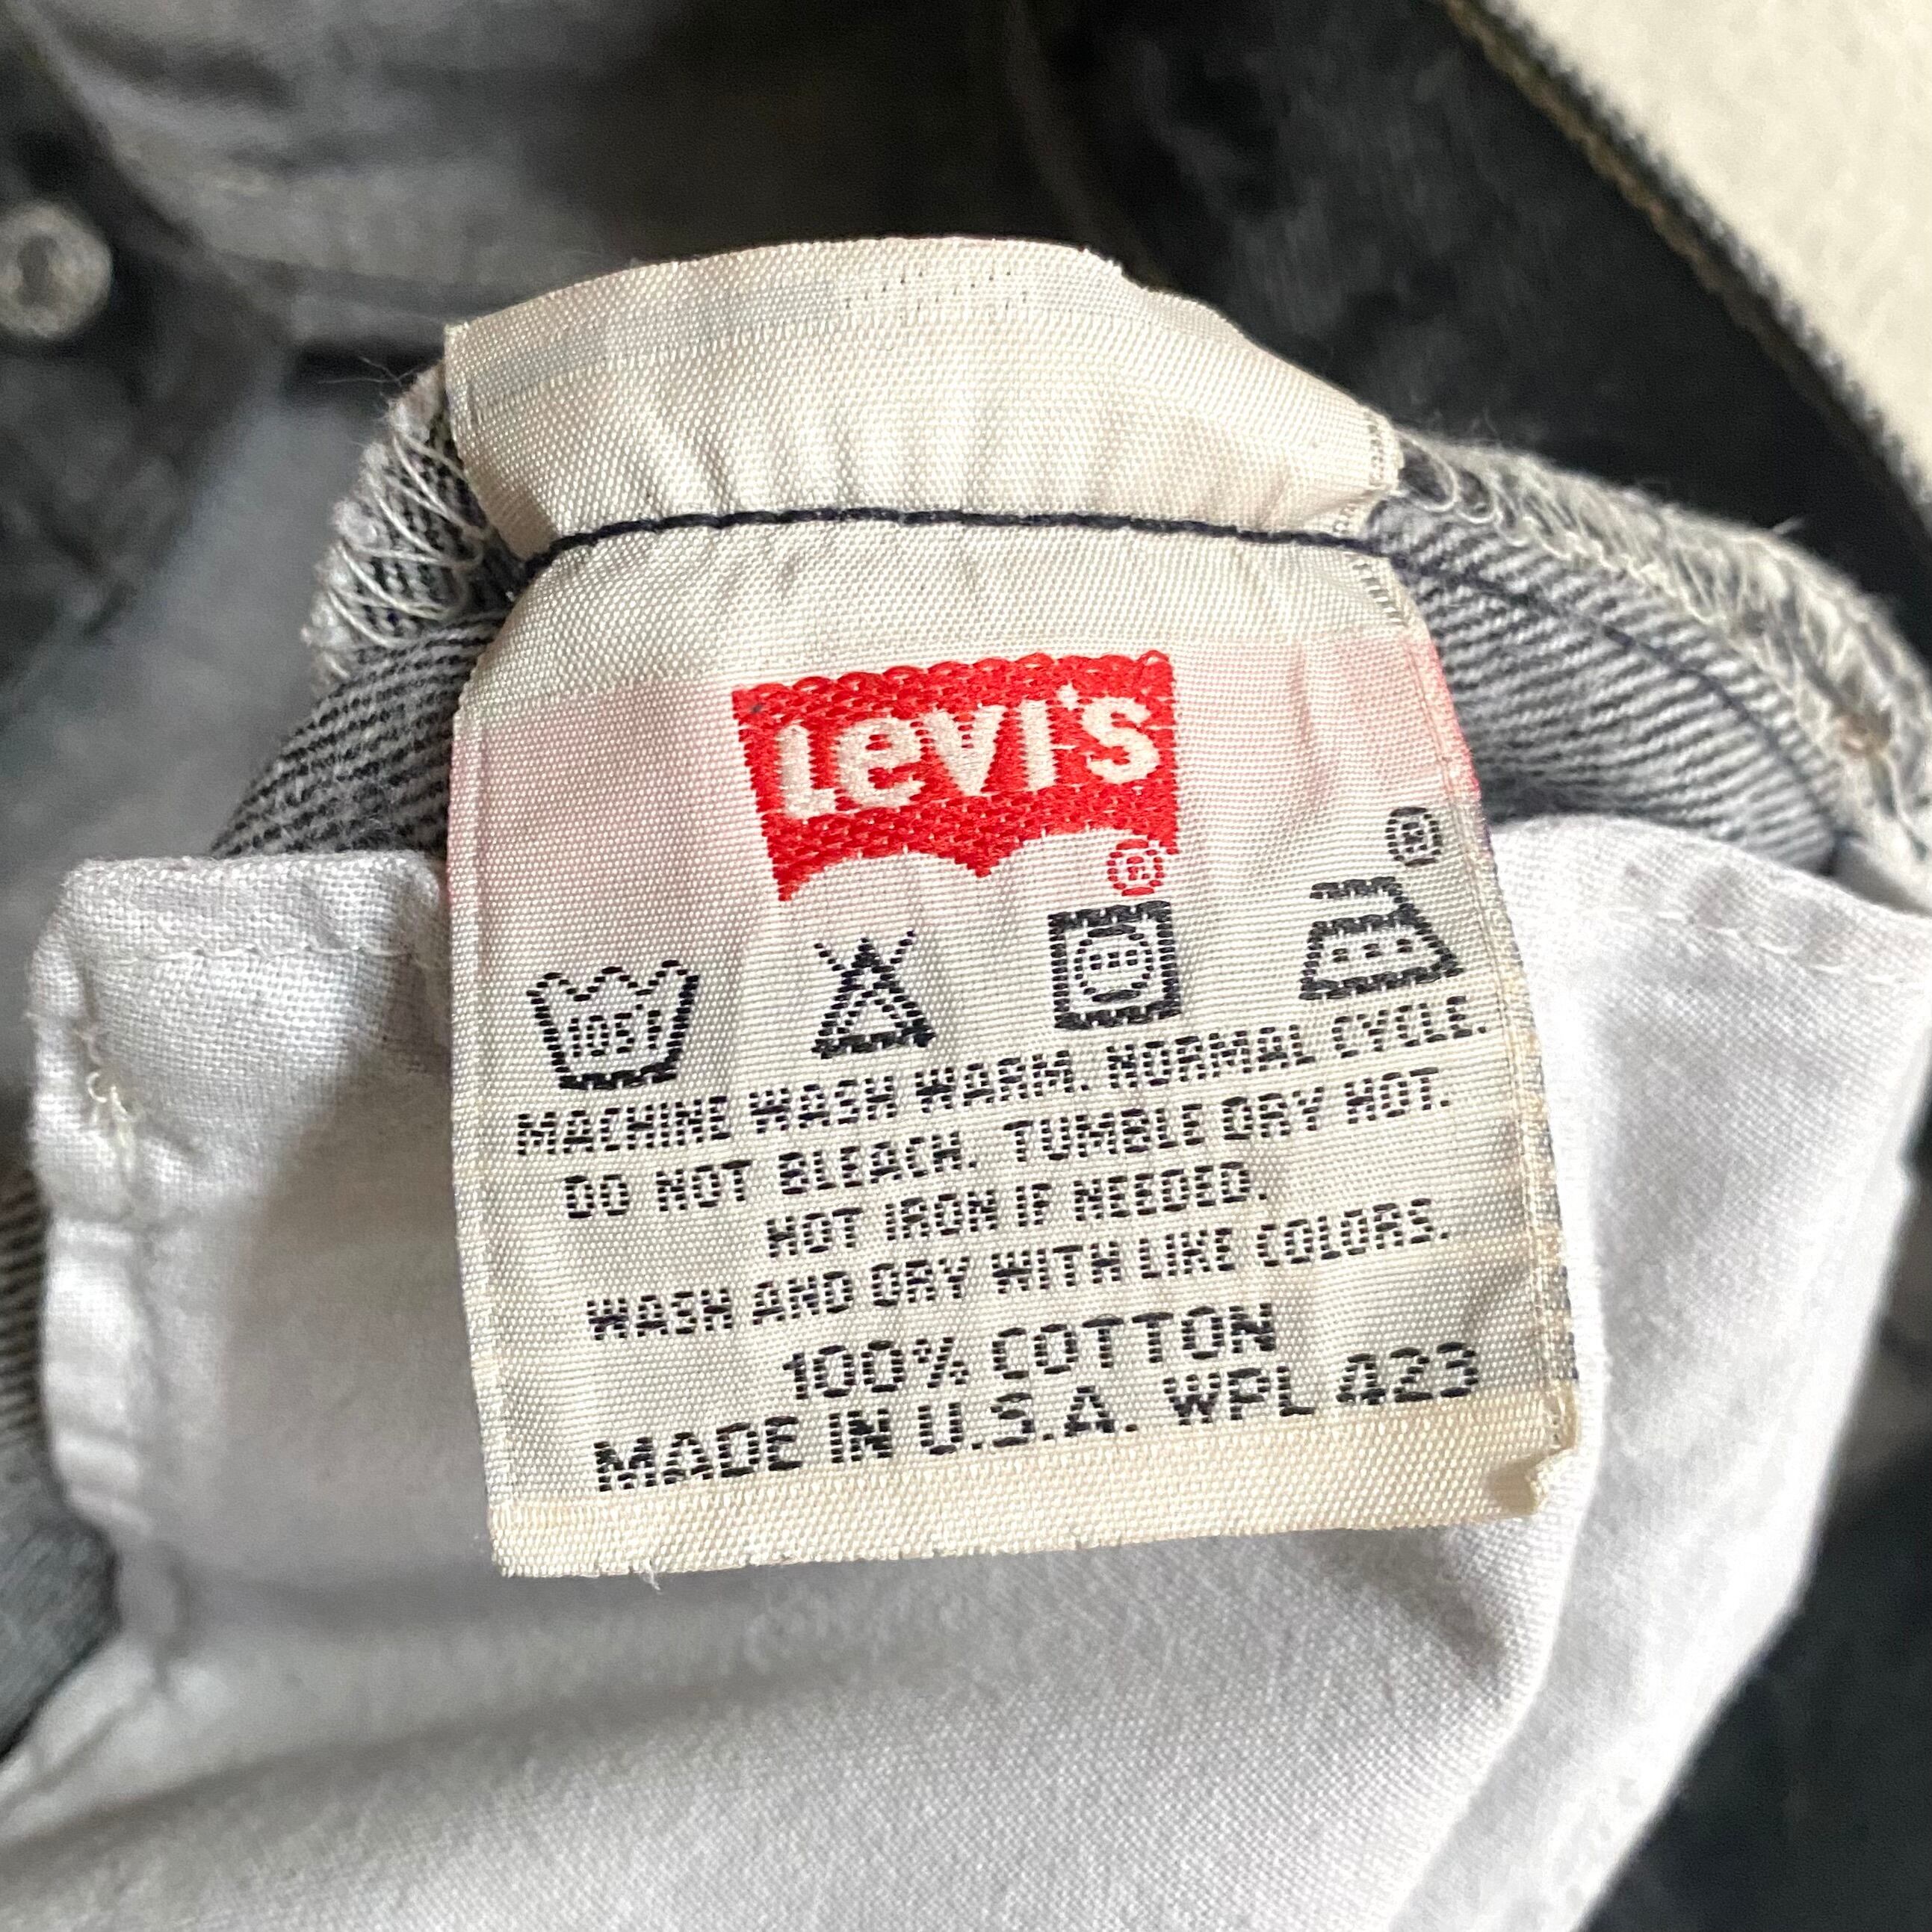 Levi's
®
®
105F
MACHINE WASH WARM. NORMAL CYCLE.
DO NOT BLEACH. TUMBLE DRY HOT.
HOT IRON IF NEEDED.
WASH AND DRY WITH LIKE COLORS.
100% COTTON
MADE IN U.S.A. WPL 423